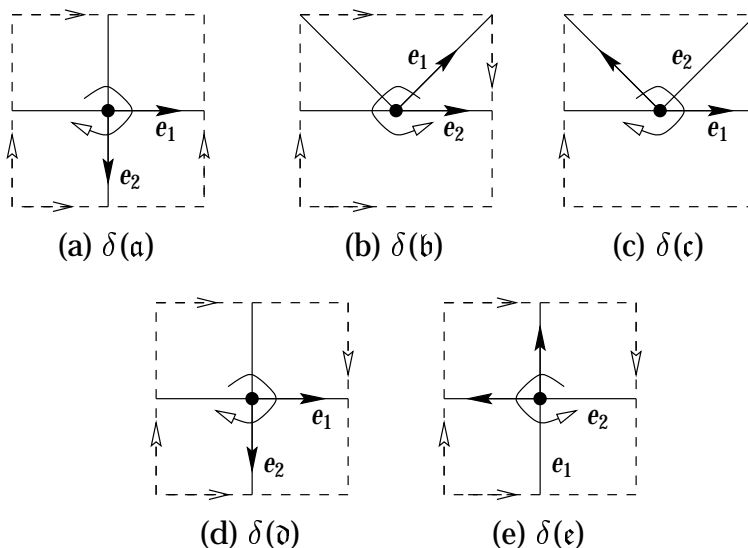 e₁
e₂
e₁
e₂
e₂
e₁
(a) δ(𝔞)
(b) δ(𝔟)
(c) δ(𝔠)
e₁
e₂
e₂
e₁
(d) δ(𝔡)
(e) δ(𝔢)